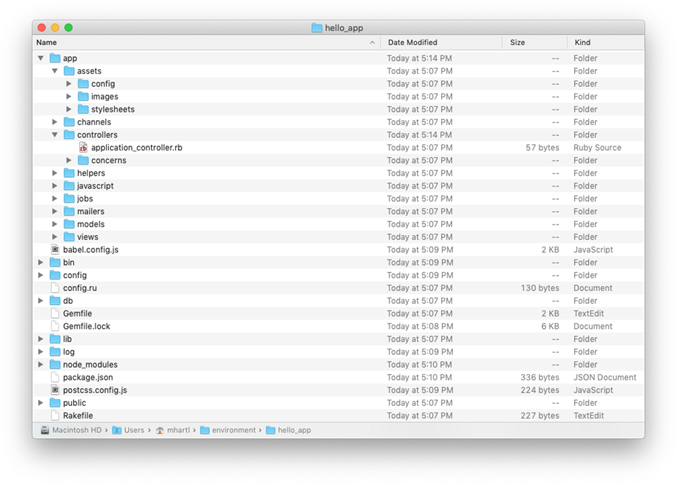 hello_app
Name Date Modified Size Kind
app Today at 5:14 PM -- Folder
assets Today at 5:07 PM -- Folder
config Today at 5:07 PM -- Folder
images Today at 5:07 PM -- Folder
stylesheets Today at 5:07 PM -- Folder
channels Today at 5:07 PM -- Folder
controllers Today at 5:14 PM -- Folder
application_controller.rb Today at 5:07 PM 57 bytes Ruby Source
concerns Today at 5:07 PM -- Folder
helpers Today at 5:07 PM -- Folder
javascript Today at 5:07 PM -- Folder
jobs Today at 5:07 PM -- Folder
mailers Today at 5:07 PM -- Folder
models Today at 5:07 PM -- Folder
views Today at 5:07 PM -- Folder
babel.config.js Today at 5:09 PM 2 KB JavaScript
bin Today at 5:09 PM -- Folder
config Today at 5:09 PM -- Folder
config.ru Today at 5:07 PM 130 bytes Document
db Today at 5:07 PM -- Folder
Gemfile Today at 5:07 PM 2 KB TextEdit
Gemfile.lock Today at 5:08 PM 6 KB Document
lib Today at 5:07 PM -- Folder
log Today at 5:09 PM -- Folder
node_modules Today at 5:10 PM -- Folder
package.json Today at 5:10 PM 336 bytes JSON Document
postcss.config.js Today at 5:09 PM 224 bytes JavaScript
public Today at 5:07 PM -- Folder
Rakefile Today at 5:07 PM 227 bytes TextEdit
Macintosh HD › Users › mhartl › environment › hello_app